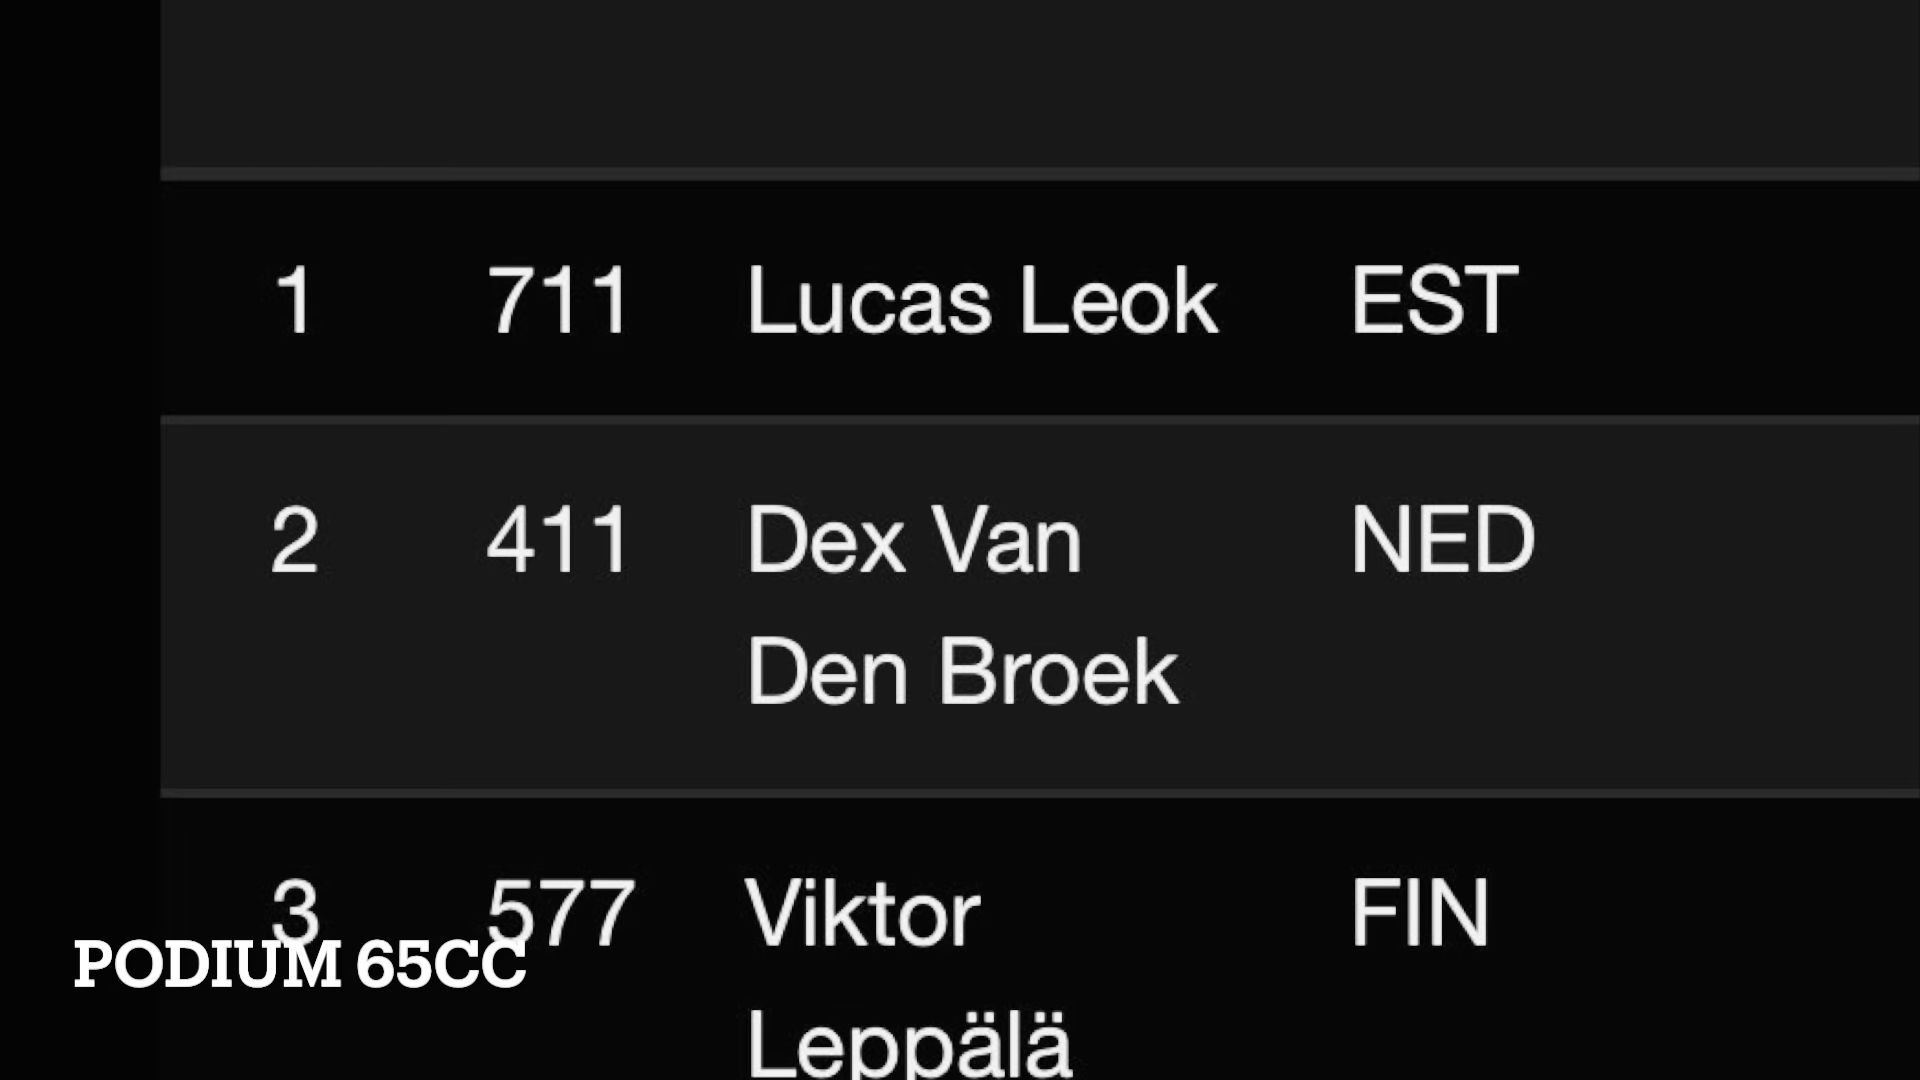 1 711 Lucas Leok EST
2 411 Dex Van NED
Den Broek
3 577 Viktor FIN
PODIUM 65CC
Leppälä